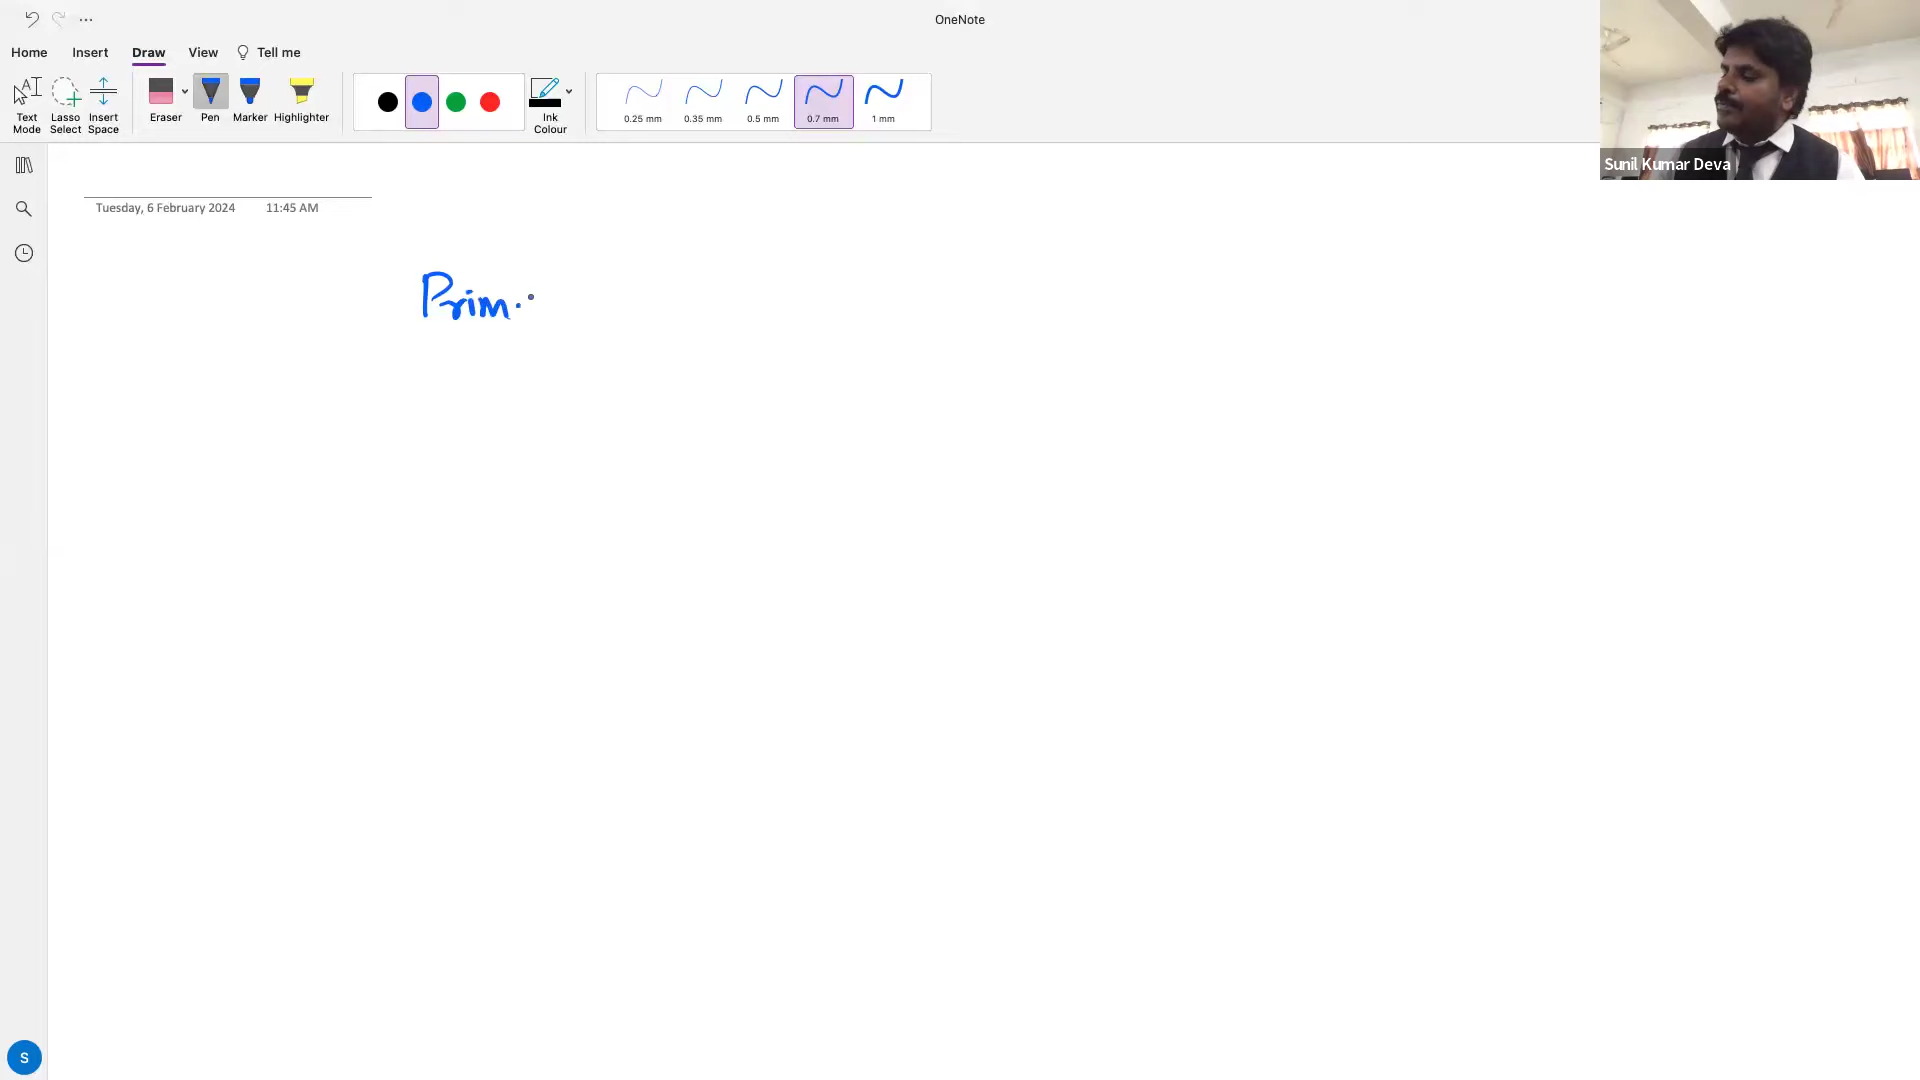 OneNote
Home Insert Draw View Tell me
Text Mode
Lasso Select
Insert Space
Eraser
Pen
Marker
Highlighter
Ink Colour
0.25 mm
0.35 mm
0.5 mm
0.7 mm
1 mm
Sunil Kumar Deva
Tuesday, 6 February 2024 11:45 AM
Prim.
S